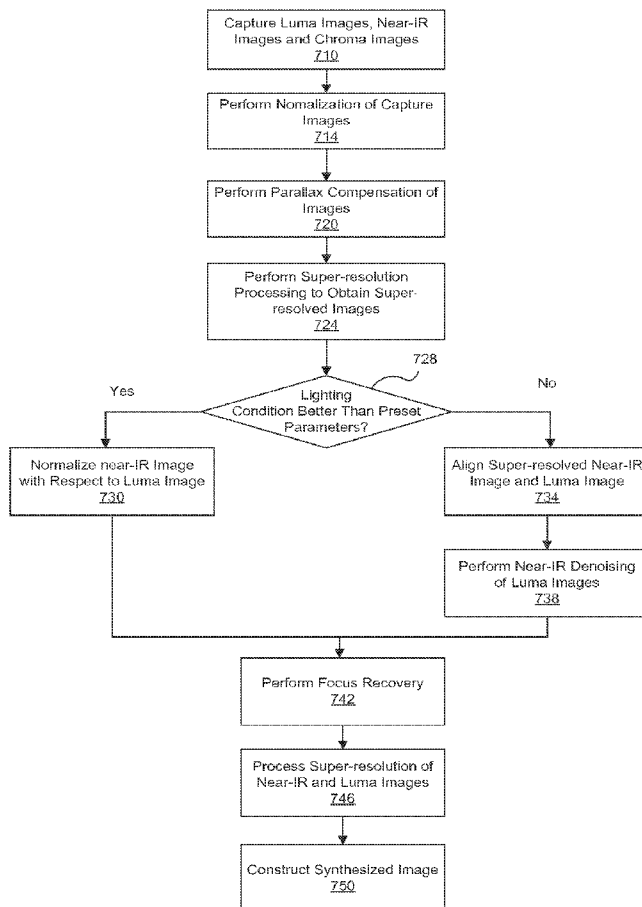 Capture Luma Images, Near-IR
Images and Chroma Images
710
Perform Nomalization of Capture
Images
714
Perform Parallax Compensation of
Images
720
Perform Super-resolution
Processing to Obtain Super-
resolved Images
724
728
Lighting
Condition Better Than Preset
Parameters?
Yes
No
Normalize near-IR Image
with Respect to Luma Image
730
Align Super-resolved Near-IR
Image and Luma Image
734
Perform Near-IR Denoising
of Luma Images
738
Perform Focus Recovery
742
Process Super-resolution of
Near-IR and Luma Images
746
Construct Synthesized Image
750